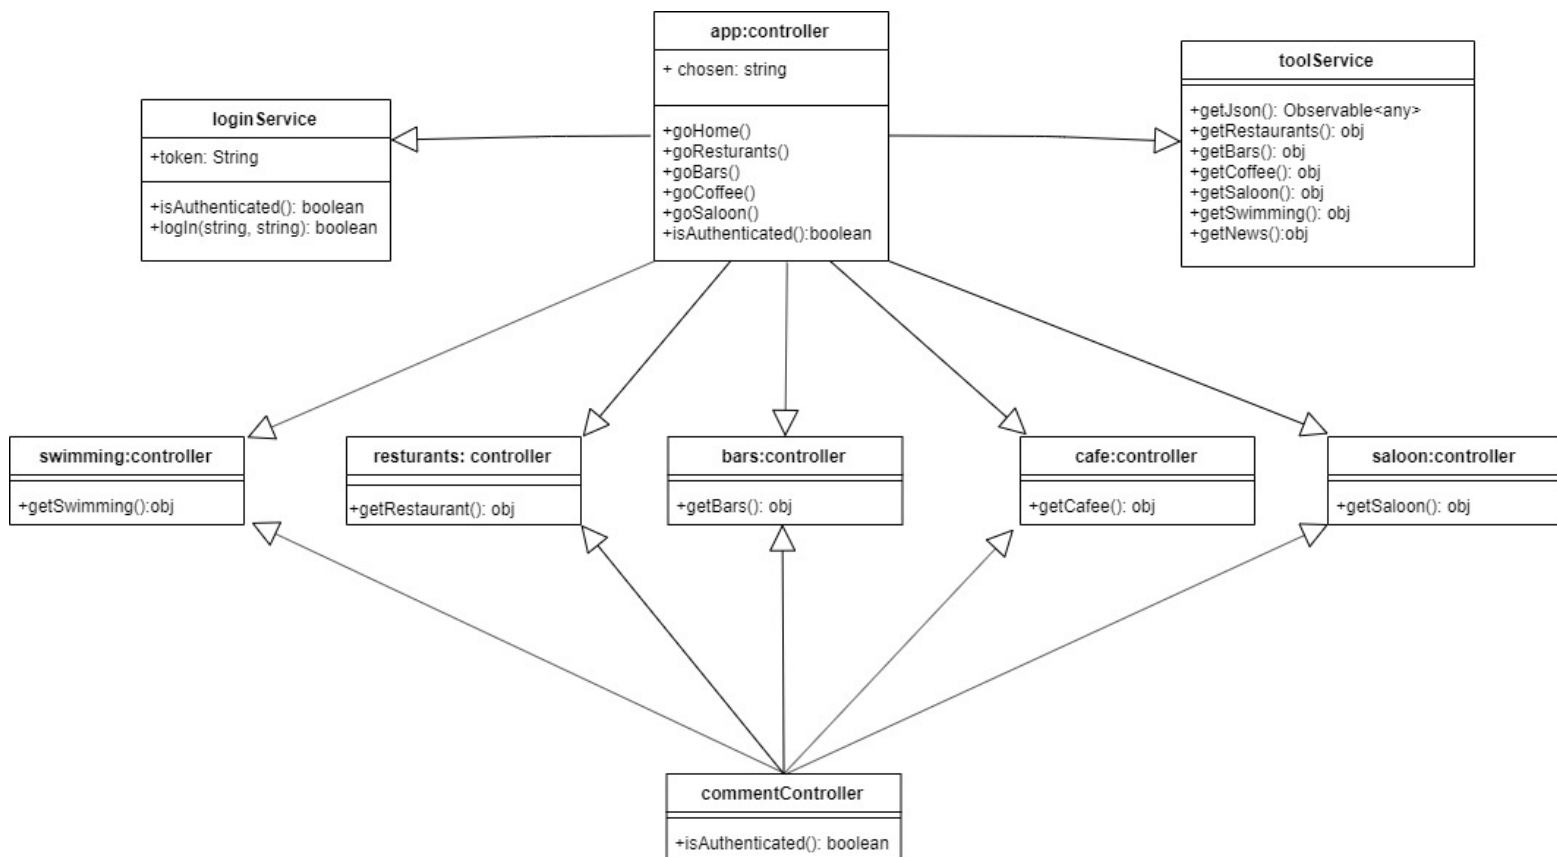 app:controller
+ chosen: string
+goHome()
+goResturants()
+goBars()
+goCoffee()
+goSaloon()
+isAuthenticated():boolean
loginService
+token: String
+isAuthenticated(): boolean
+logIn(string, string): boolean
toolService
+getJson(): Observable<any>
+getRestaurants(): obj
+getBars(): obj
+getCoffee(): obj
+getSaloon(): obj
+getSwimming(): obj
+getNews():obj
swimming:controller
+getSwimming():obj
resturants: controller
+getRestaurant(): obj
bars:controller
+getBars(): obj
cafe:controller
+getCafee(): obj
saloon:controller
+getSaloon(): obj
commentController
+isAuthenticated(): boolean